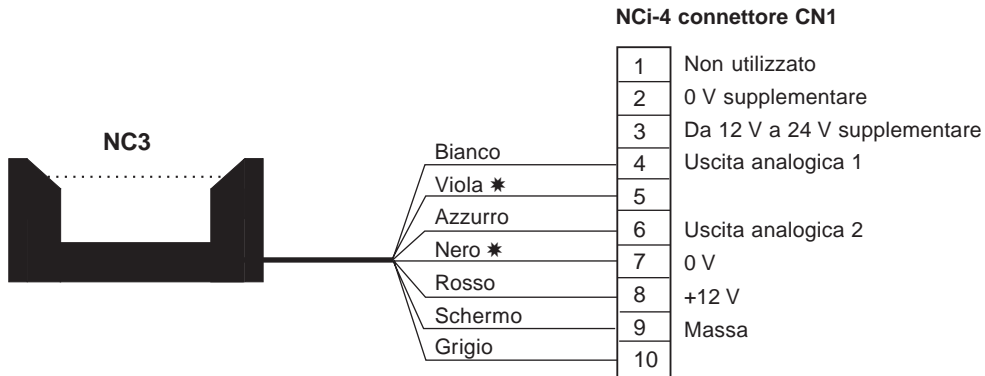 NCi-4 connettore CN1
NC3
Bianco
Viola ✷
Azzurro
Nero ✷
Rosso
Schermo
Grigio
1 Non utilizzato
2 0 V supplementare
3 Da 12 V a 24 V supplementare
4 Uscita analogica 1
5
6 Uscita analogica 2
7 0 V
8 +12 V
9 Massa
10